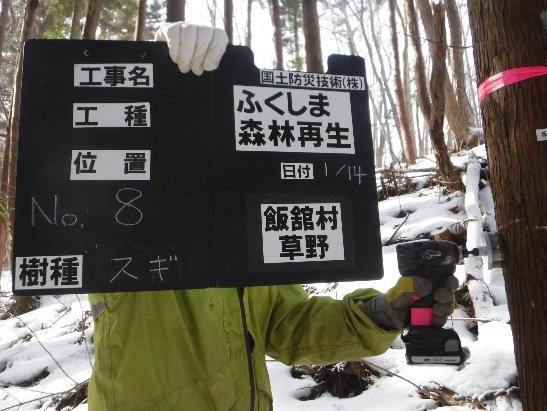 工事名
国土防災技術(株)
工種
ふくしま
森林再生
位置
日付 1/14
No. 8
飯舘村
草野
樹種 スギ